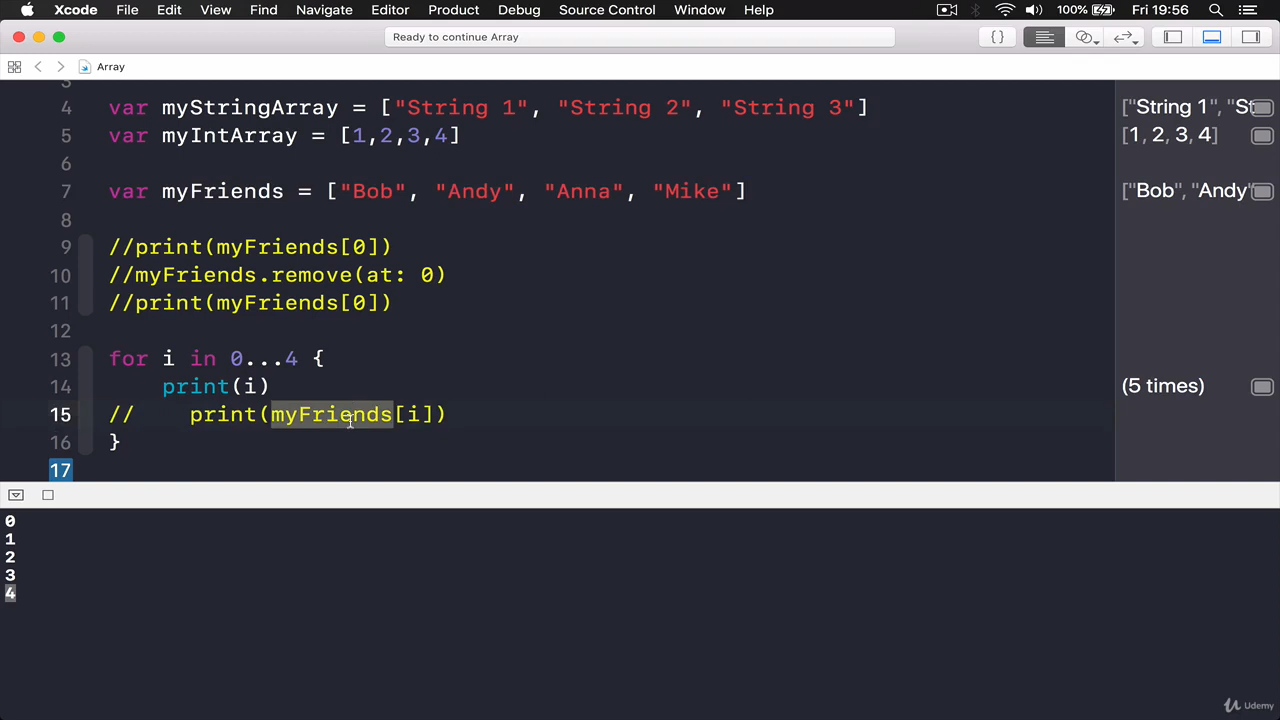 Xcode File Edit View Find Navigate Editor Product Debug Source Control Window Help 100% Fri 19:56
Ready to continue Array
Array
3
4 var myStringArray = ["String 1", "String 2", "String 3"] ["String 1", "St
5 var myIntArray = [1,2,3,4] [1, 2, 3, 4]
6
7 var myFriends = ["Bob", "Andy", "Anna", "Mike"] ["Bob", "Andy"
8
9 //print(myFriends[0])
10 //myFriends.remove(at: 0)
11 //print(myFriends[0])
12
13 for i in 0...4 {
14 print(i) (5 times)
15 // print(myFriends[i])
16 }
17
0
1
2
3
4
Udemy